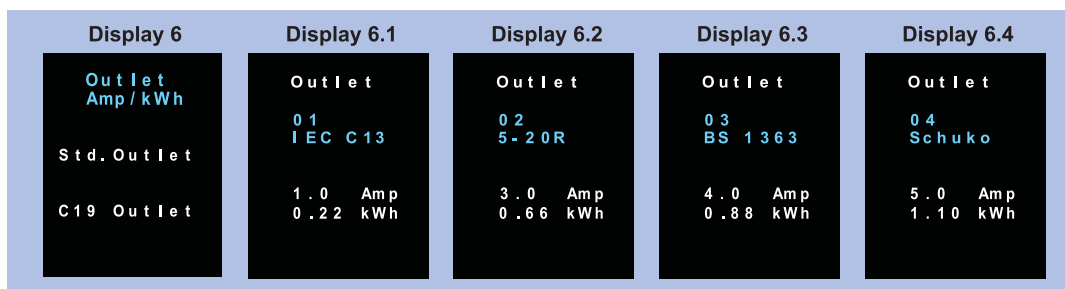 Display 6
Outlet
Amp/kWh
Std.Outlet
C19 Outlet
Display 6.1
Outlet
01
IEC C13
1.0 Amp
0.22 kWh
Display 6.2
Outlet
02
5-20R
3.0 Amp
0.66 kWh
Display 6.3
Outlet
03
BS 1363
4.0 Amp
0.88 kWh
Display 6.4
Outlet
04
Schuko
5.0 Amp
1.10 kWh